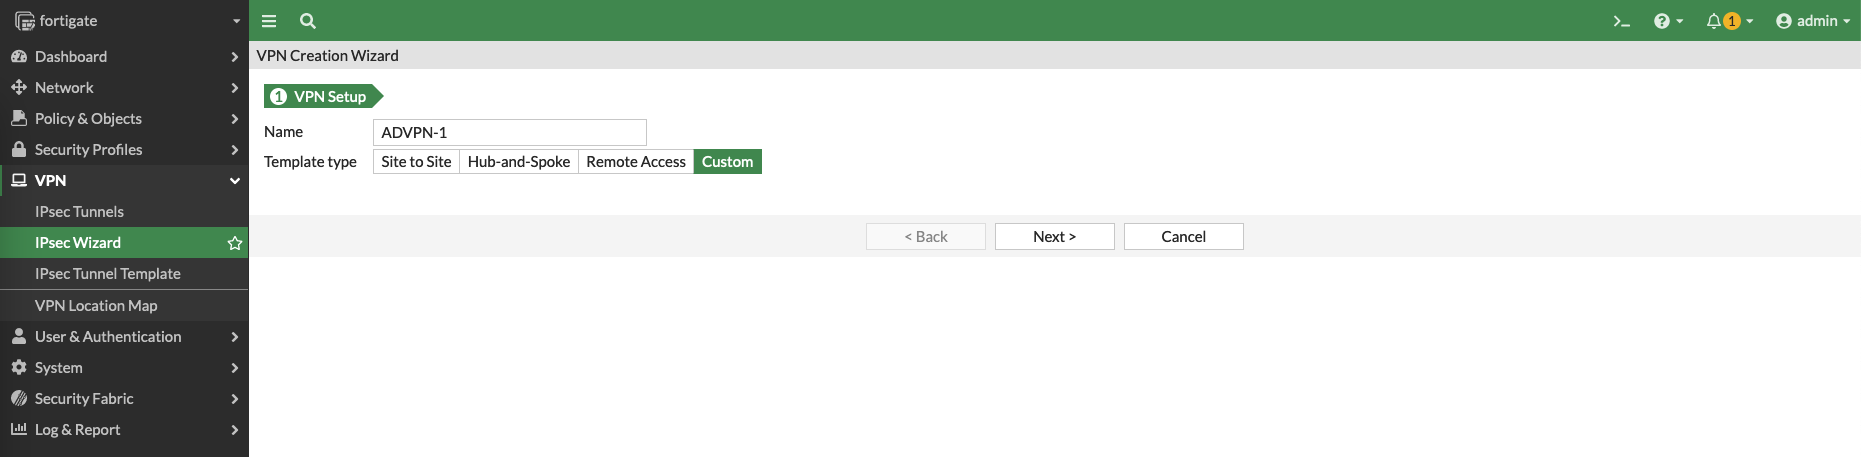 fortigate
Dashboard
Network
Policy & Objects
Security Profiles
VPN
IPsec Tunnels
IPsec Wizard
IPsec Tunnel Template
VPN Location Map
User & Authentication
System
Security Fabric
Log & Report
>_ ? 1 admin
VPN Creation Wizard
1 VPN Setup
Name ADVPN-1
Template type Site to Site Hub-and-Spoke Remote Access Custom
< Back Next > Cancel